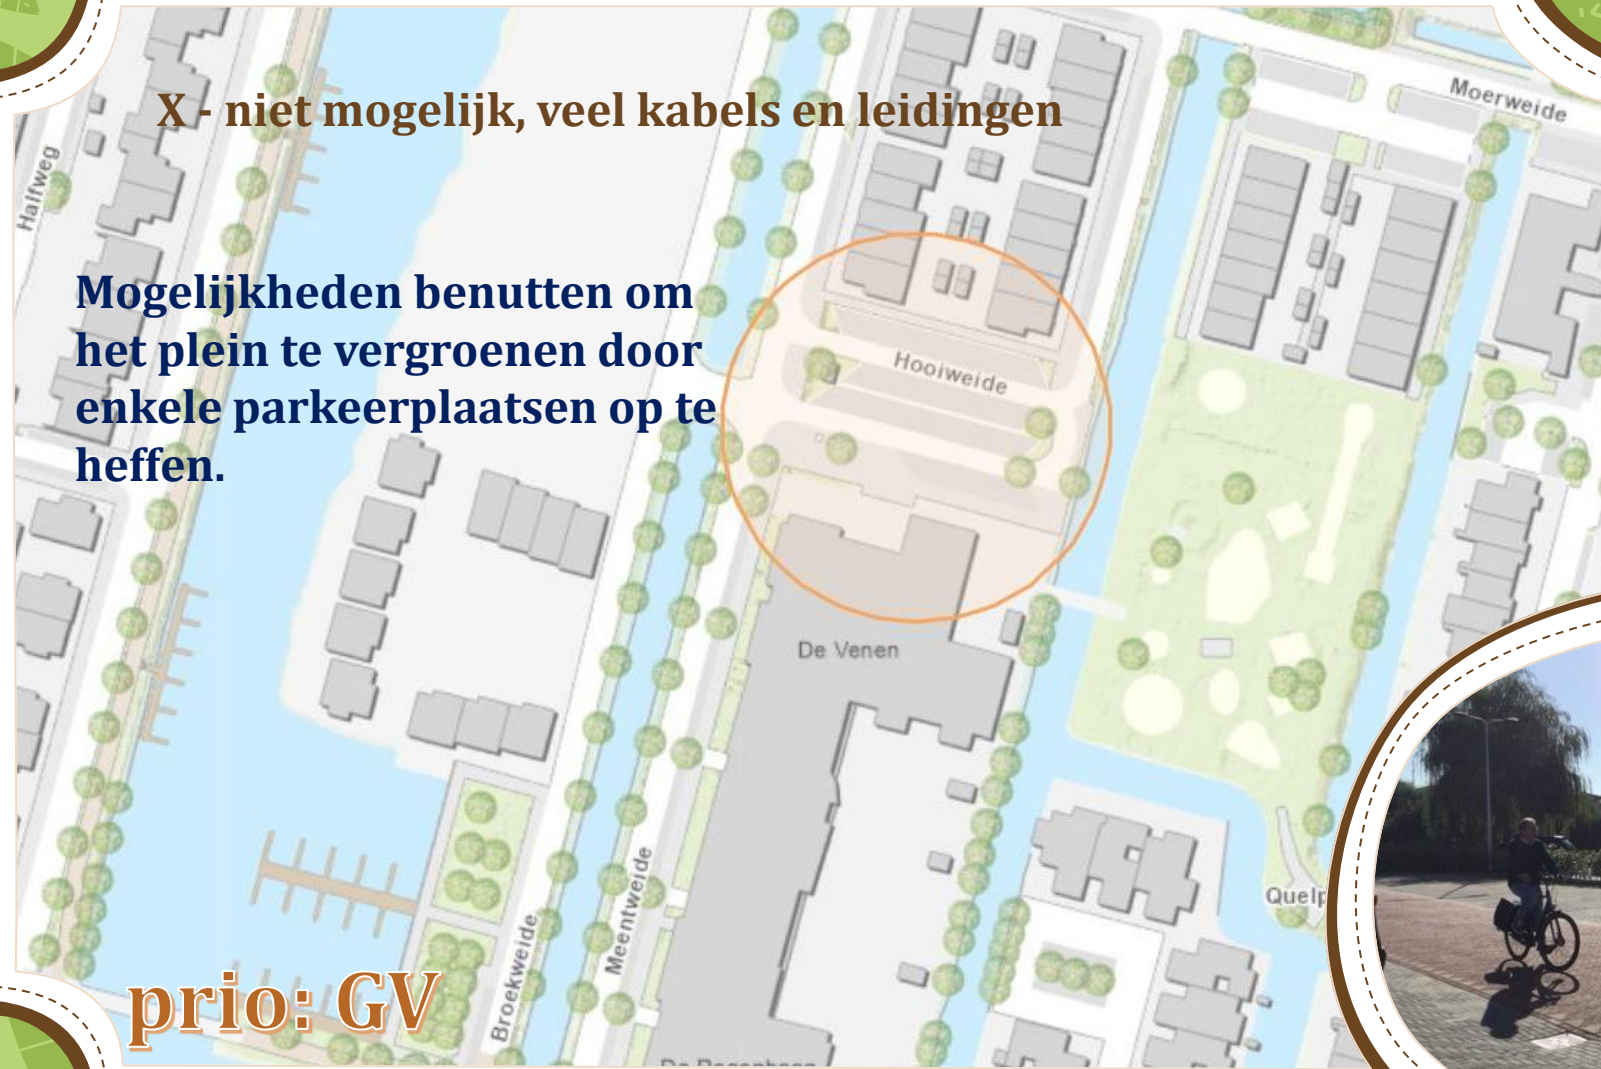 X - niet mogelijk, veel kabels en leidingen
Moerweide
Halfweg
Mogelijkheden benutten om
het plein te vergroenen door
enkele parkeerplaatsen op te
heffen.
Hooiweide
De Venen
Meentweide
Broekweide
prio: GV